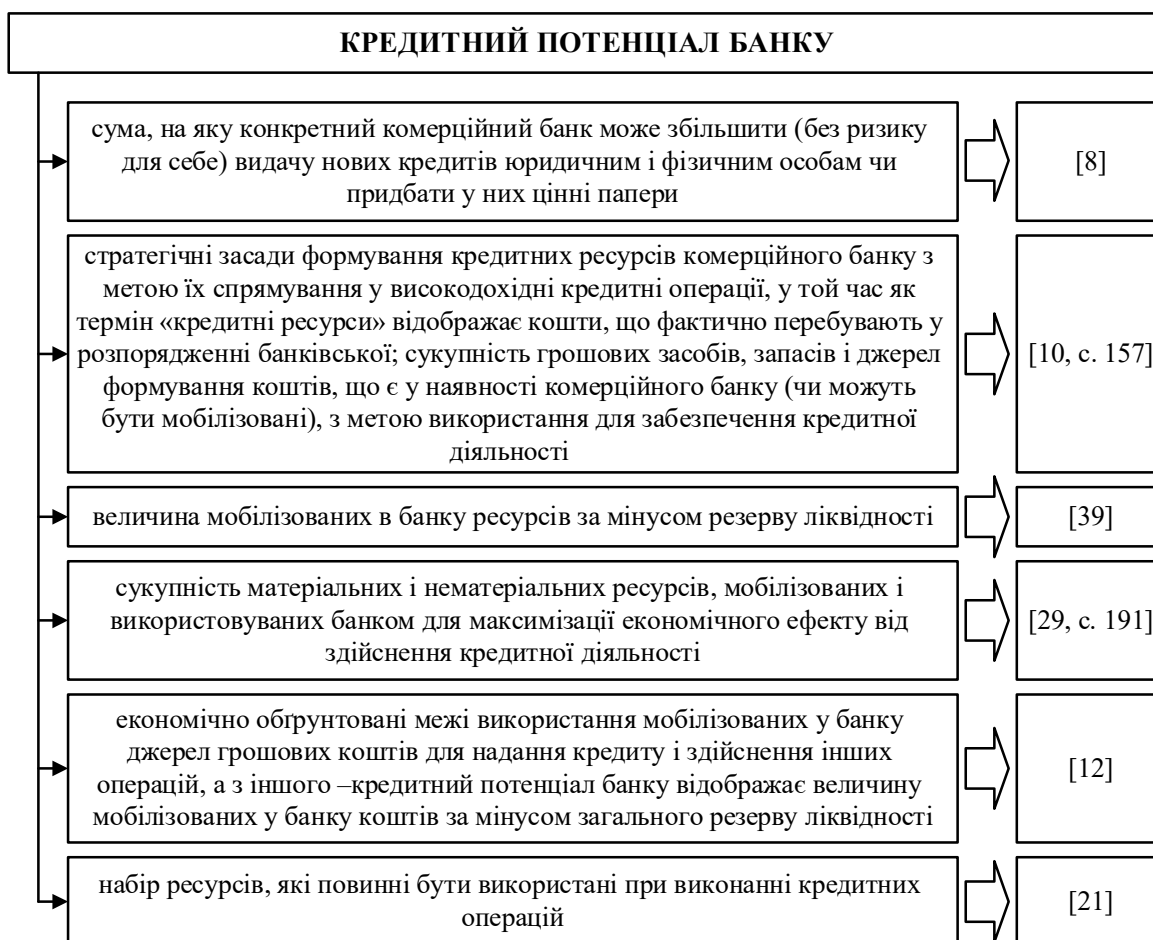 КРЕДИТНИЙ ПОТЕНЦІАЛ БАНКУ
сума, на яку конкретний комерційний банк може збільшити (без ризику
для себе) видачу нових кредитів юридичним і фізичним особам чи
придбати у них цінні папери
[8]
стратегічні засади формування кредитних ресурсів комерційного банку з
метою їх спрямування у високодохідні кредитні операції, у той час як
термін «кредитні ресурси» відображає кошти, що фактично перебувають у
розпорядженні банківської; сукупність грошових засобів, запасів і джерел
формування коштів, що є у наявності комерційного банку (чи можуть
бути мобілізовані), з метою використання для забезпечення кредитної
діяльності
[10, с. 157]
величина мобілізованих в банку ресурсів за мінусом резерву ліквідності
[39]
сукупність матеріальних і нематеріальних ресурсів, мобілізованих і
використовуваних банком для максимізації економічного ефекту від
здійснення кредитної діяльності
[29, с. 191]
економічно обґрунтовані межі використання мобілізованих у банку
джерел грошових коштів для надання кредиту і здійснення інших
операцій, а з іншого –кредитний потенціал банку відображає величину
мобілізованих у банку коштів за мінусом загального резерву ліквідності
[12]
набір ресурсів, які повинні бути використані при виконанні кредитних
операцій
[21]